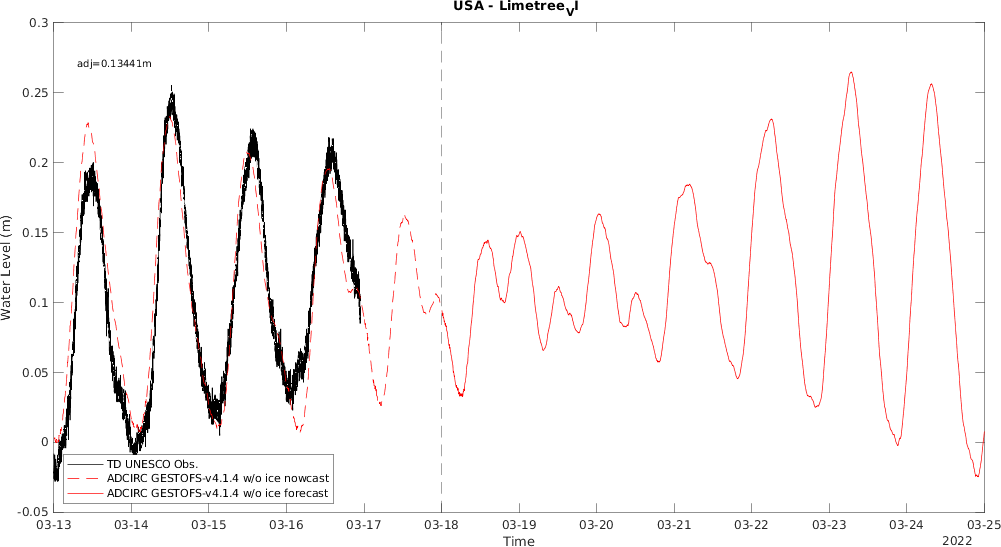 USA - Limetree_VI
adj=0.13441m
0.3
0.25
0.2
0.15
0.1
0.05
0
-0.05
Water Level (m)
TD UNESCO Obs.
ADCIRC GESTOFS-v4.1.4 w/o ice nowcast
ADCIRC GESTOFS-v4.1.4 w/o ice forecast
03-13 03-14 03-15 03-16 03-17 03-18 03-19 03-20 03-21 03-22 03-23 03-24 03-25
Time
2022